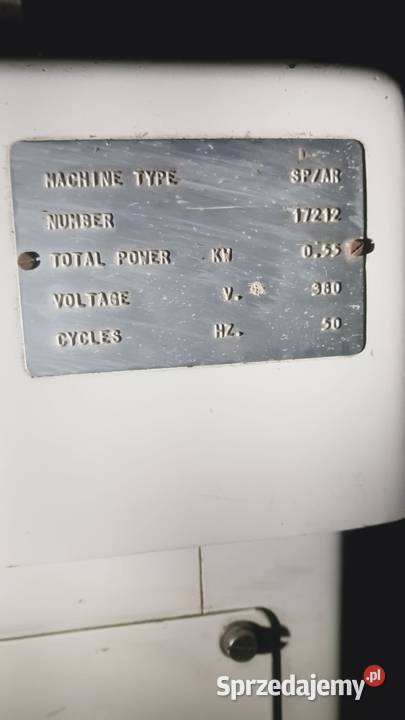 MACHINE TYPE SP/AR
NUMBER 17212
TOTAL POWER KW 0.55
VOLTAGE V. 380
CYCLES HZ. 50
Sprzedajemy.pl